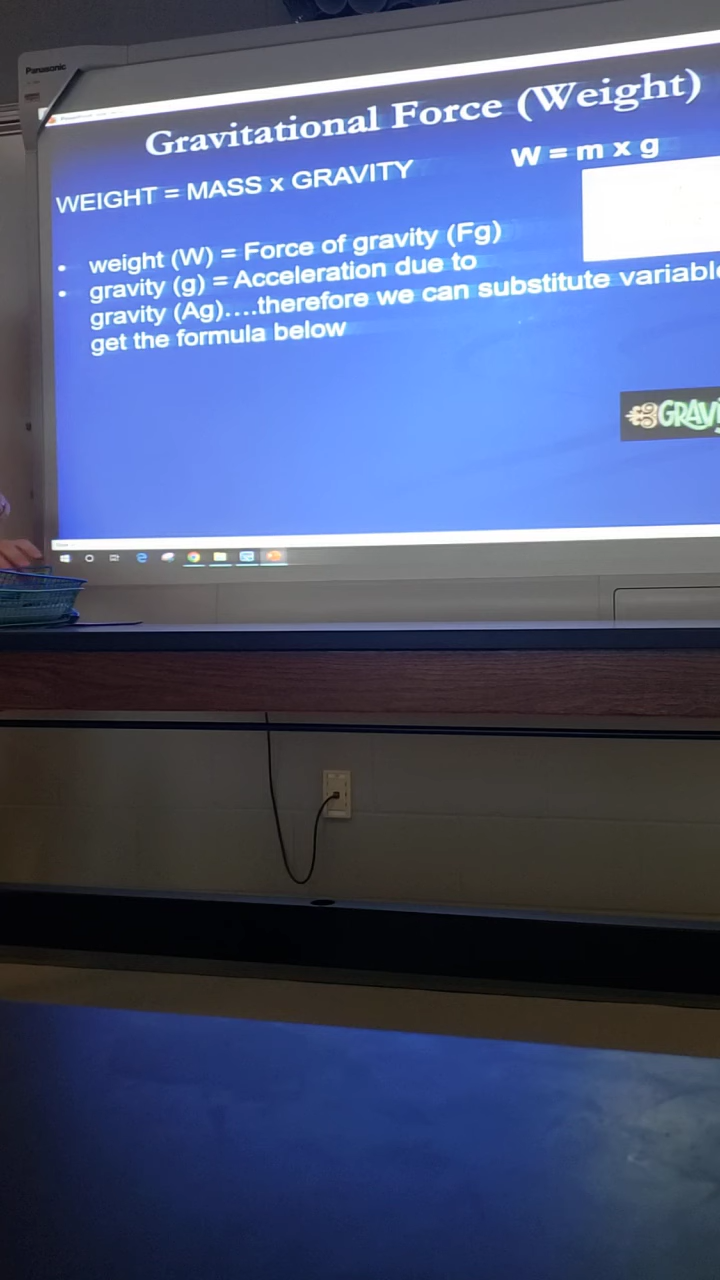 Panasonic
Gravitational Force (Weight)
W = m x g
WEIGHT = MASS x GRAVITY
• weight (W) = Force of gravity (Fg)
• gravity (g) = Acceleration due to
gravity (Ag)....therefore we can substitute variable
get the formula below
GRAVI